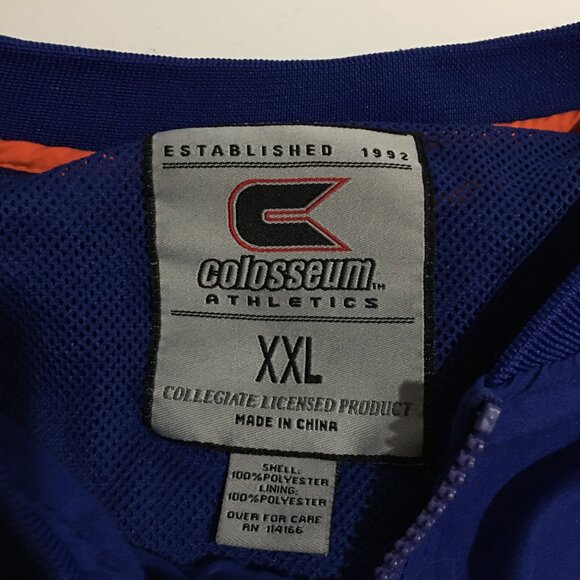 ESTABLISHED 1992
colosseum TM
ATHLETICS
XXL
COLLEGIATE LICENSED PRODUCT
MADE IN CHINA
SHELL:
100%POLYESTER
LINING:
100%POLYESTER
OVER FOR CARE
RN 114166